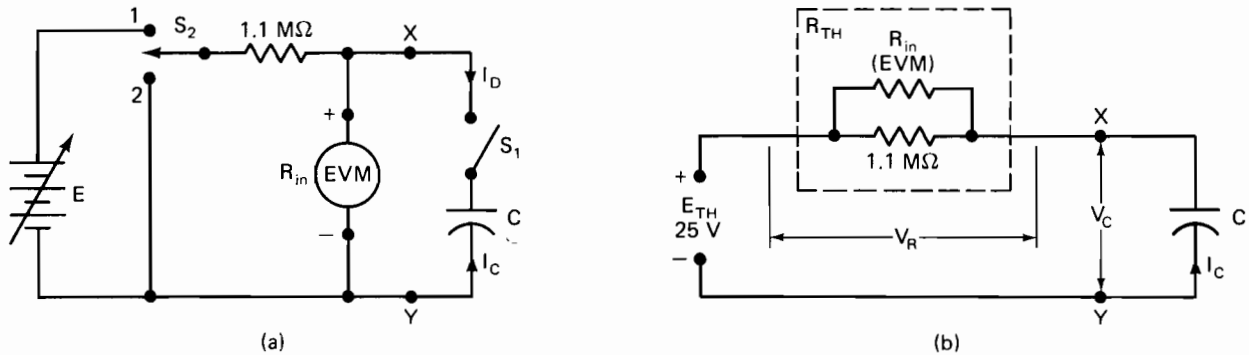 1
S2
1.1 MΩ
X
ID
2
+
S1
Rin
EVM
E
C
−
IC
Y
(a)
RTH
Rin
(EVM)
1.1 MΩ
X
+
ETH
25 V
−
VR
VC
C
IC
Y
(b)